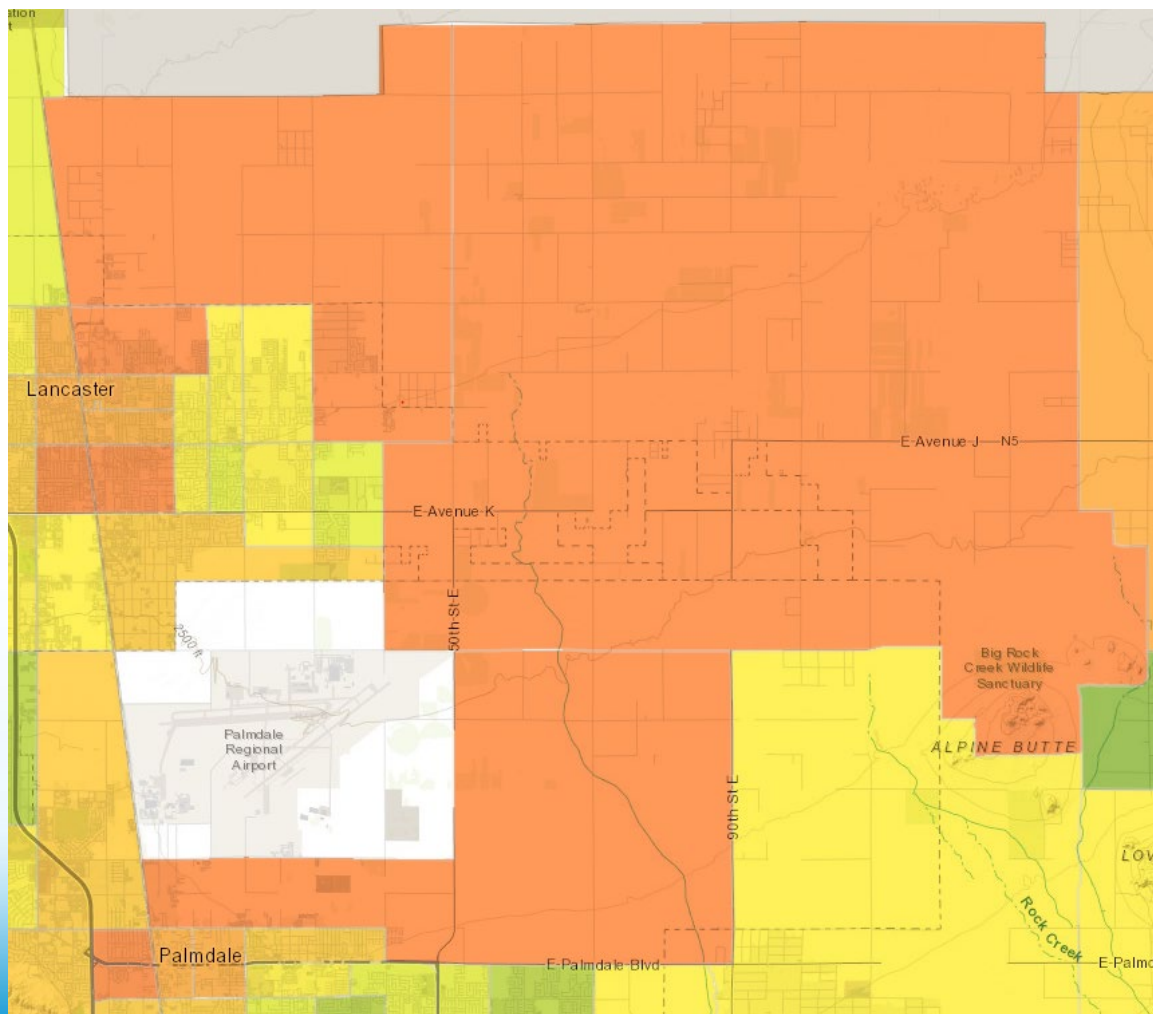 Lancaster
E Avenue J
N5
E Avenue K
2500 ft
50th St E
Big Rock
Creek Wildlife
Sanctuary
Palmdale
Regional
Airport
ALPINE BUTTE
90th St E
LOV
Rock Creek
Palmdale
E Palmdale Blvd
E Palmd